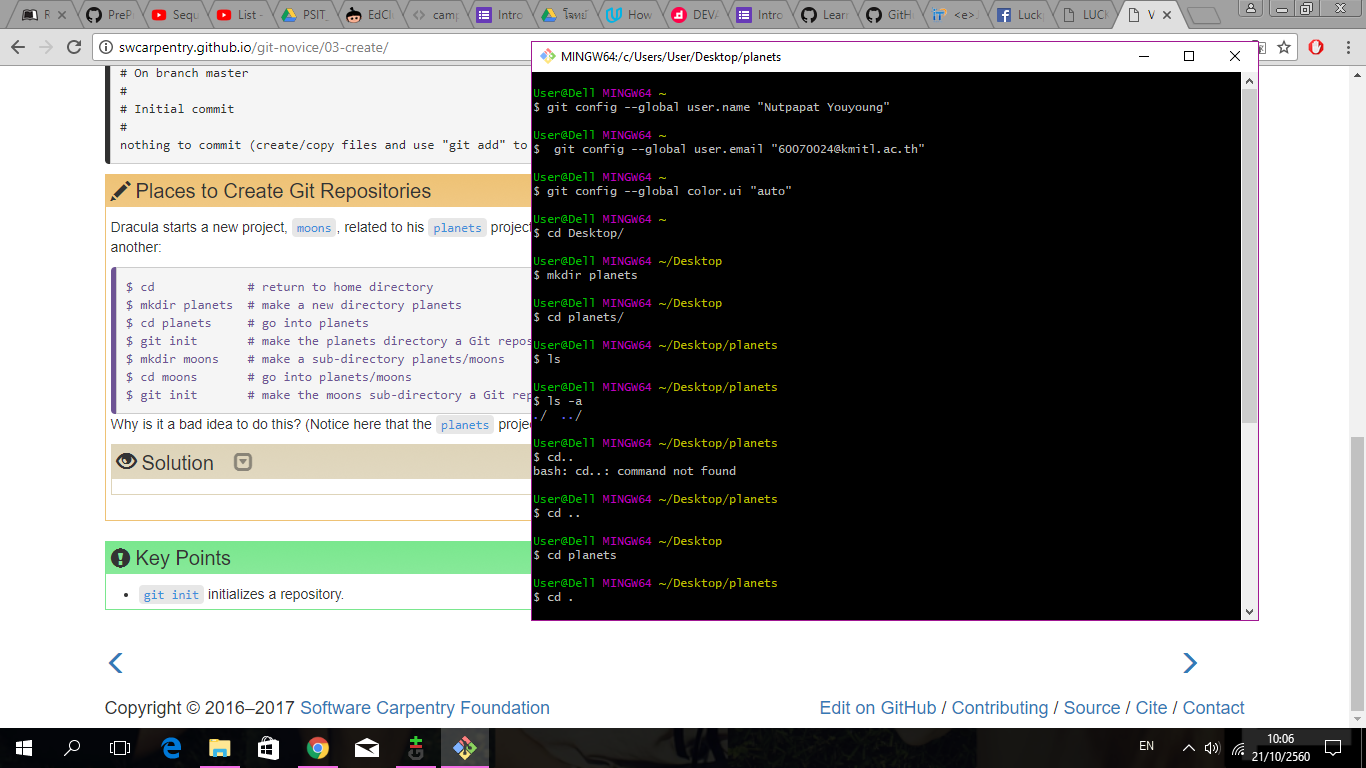 R
PreP
Sequ
List -
PSIT_
EdCl
camp
Intro
โจทย์
How
DEVA
Intro
Learn
GitH
<e>.
Luckp
LUCK
V
swcarpentry.github.io/git-novice/03-create/
# On branch master
#
# Initial commit
#
nothing to commit (create/copy files and use "git add" to
Places to Create Git Repositories
Dracula starts a new project, moons, related to his planets project
another:
$ cd # return to home directory
$ mkdir planets # make a new directory planets
$ cd planets # go into planets
$ git init # make the planets directory a Git repos
$ mkdir moons # make a sub-directory planets/moons
$ cd moons # go into planets/moons
$ git init # make the moons sub-directory a Git rep
Why is it a bad idea to do this? (Notice here that the planets projec
Solution
Key Points
git init initializes a repository.
Copyright © 2016–2017 Software Carpentry Foundation
Edit on GitHub / Contributing / Source / Cite / Contact
MINGW64:/c/Users/User/Desktop/planets
User@Dell MINGW64 ~
$ git config --global user.name "Nutpapat Youyoung"
User@Dell MINGW64 ~
$  git config --global user.email "60070024@kmitl.ac.th"
User@Dell MINGW64 ~
$ git config --global color.ui "auto"
User@Dell MINGW64 ~
$ cd Desktop/
User@Dell MINGW64 ~/Desktop
$ mkdir planets
User@Dell MINGW64 ~/Desktop
$ cd planets/
User@Dell MINGW64 ~/Desktop/planets
$ ls
User@Dell MINGW64 ~/Desktop/planets
$ ls -a
./  ../
User@Dell MINGW64 ~/Desktop/planets
$ cd..
bash: cd..: command not found
User@Dell MINGW64 ~/Desktop/planets
$ cd ..
User@Dell MINGW64 ~/Desktop
$ cd planets
User@Dell MINGW64 ~/Desktop/planets
$ cd .
EN
10:06
21/10/2560